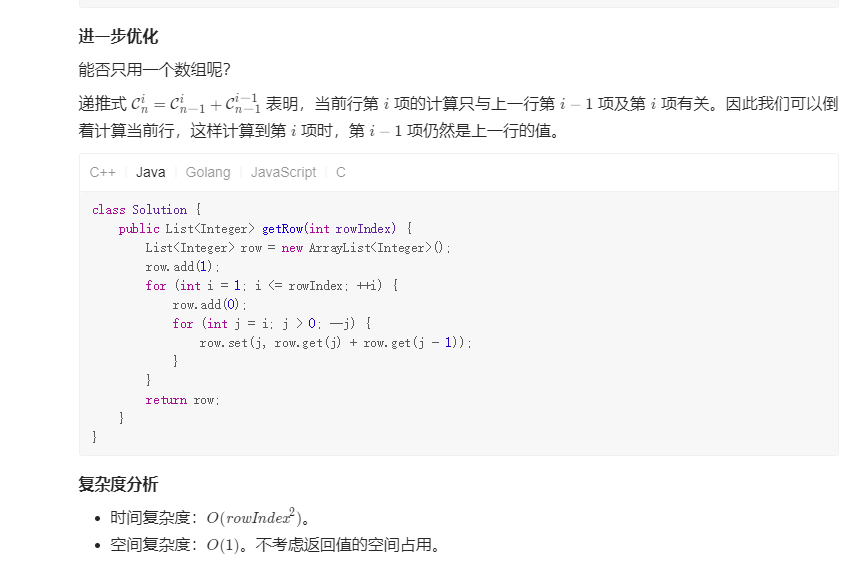 进一步优化
能否只用一个数组呢？
递推式 𝒞ⁱₙ = 𝒞ⁱₙ₋₁ + 𝒞ⁱ⁻¹ₙ₋₁ 表明，当前行第 i 项的计算只与上一行第 i − 1 项及第 i 项有关。因此我们可以倒
着计算当前行，这样计算到第 i 项时，第 i − 1 项仍然是上一行的值。
C++ Java Golang JavaScript C
class Solution {
    public List<Integer> getRow(int rowIndex) {
        List<Integer> row = new ArrayList<Integer>();
        row.add(1);
        for (int i = 1; i <= rowIndex; ++i) {
            row.add(0);
            for (int j = i; j > 0; --j) {
                row.set(j, row.get(j) + row.get(j - 1));
            }
        }
        return row;
    }
}
复杂度分析
• 时间复杂度：O(rowIndex²)。
• 空间复杂度：O(1)。不考虑返回值的空间占用。